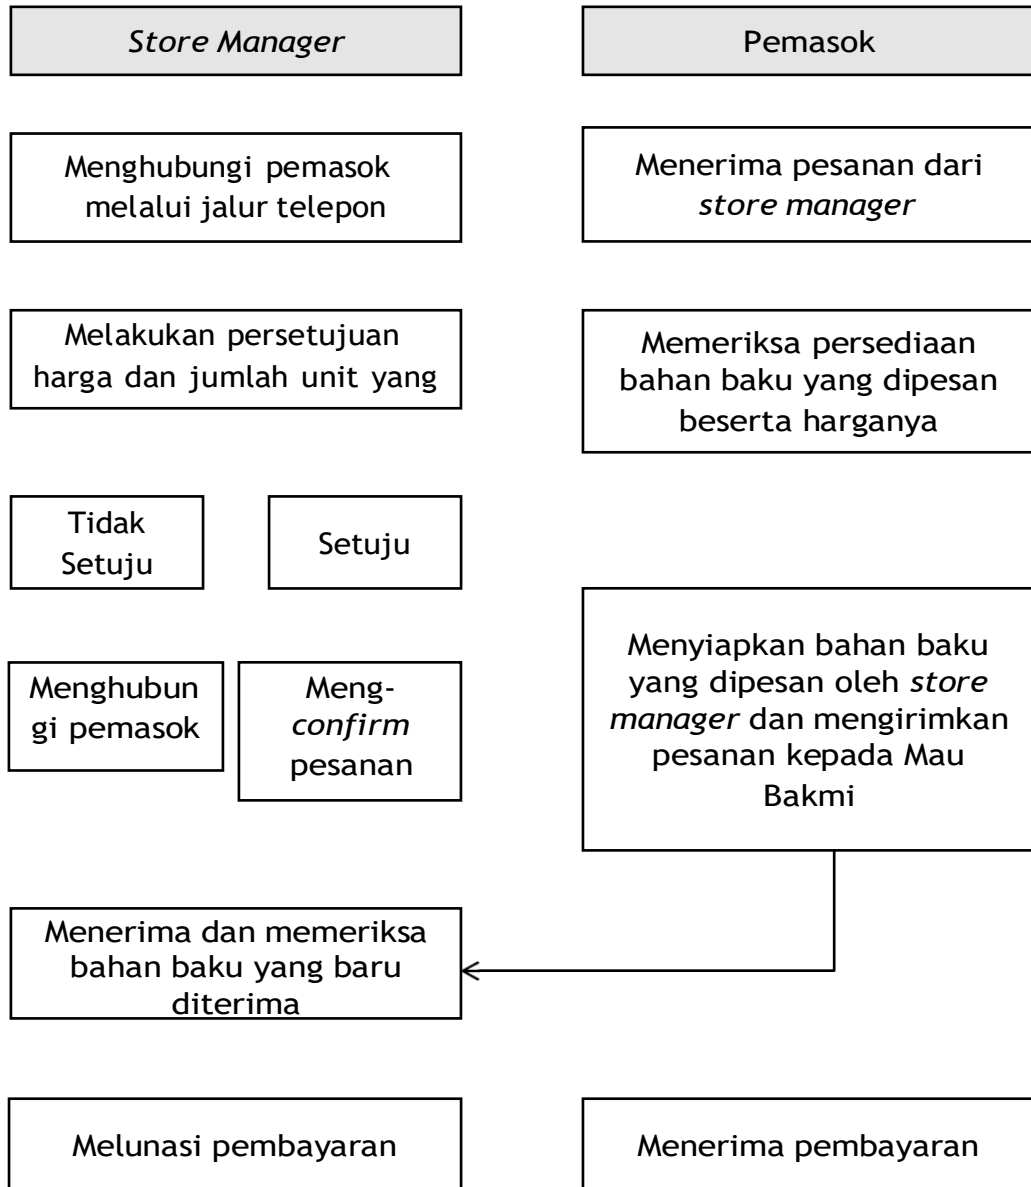 Store Manager
Pemasok
Menghubungi pemasok
melalui jalur telepon
Menerima pesanan dari
store manager
Melakukan persetujuan
harga dan jumlah unit yang
Memeriksa persediaan
bahan baku yang dipesan
beserta harganya
Tidak
Setuju
Setuju
Menghubun
gi pemasok
Meng-
confirm
pesanan
Menyiapkan bahan baku
yang dipesan oleh store
manager dan mengirimkan
pesanan kepada Mau
Bakmi
Menerima dan memeriksa
bahan baku yang baru
diterima
Melunasi pembayaran
Menerima pembayaran